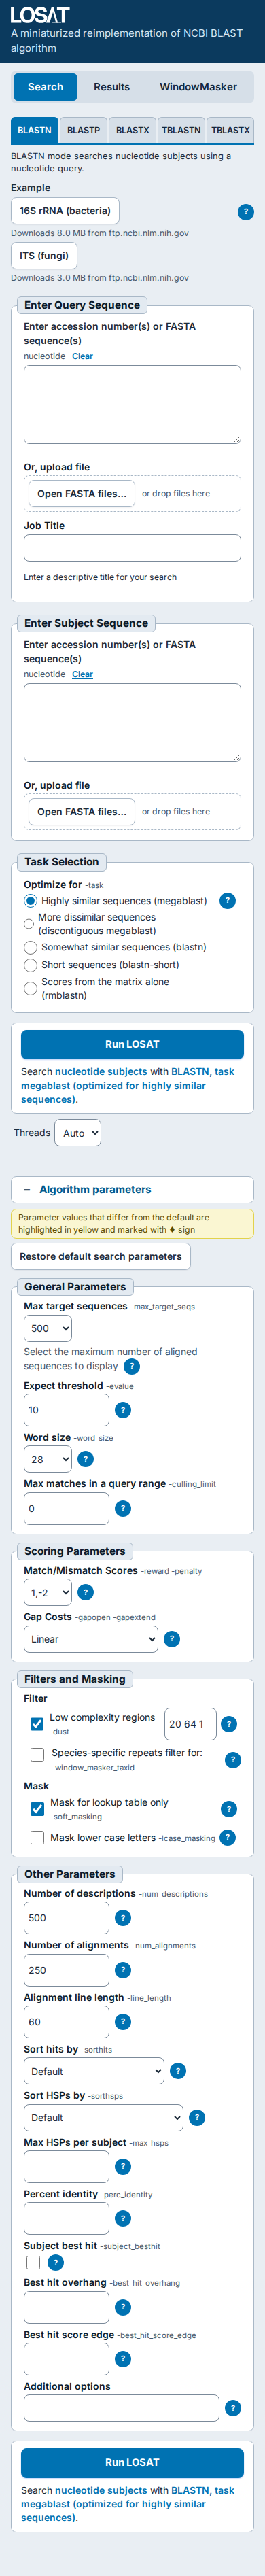 LOSAT
A miniaturized reimplementation of NCBI BLAST
algorithm
Search Results WindowMasker
BLASTN BLASTP BLASTX TBLASTN TBLASTX
BLASTN mode searches nucleotide subjects using a
nucleotide query.
Example
16S rRNA (bacteria) ?
Downloads 8.0 MB from ftp.ncbi.nlm.nih.gov
ITS (fungi)
Downloads 3.0 MB from ftp.ncbi.nlm.nih.gov
Enter Query Sequence
Enter accession number(s) or FASTA
sequence(s)
nucleotide Clear
Or, upload file
Open FASTA files... or drop files here
Job Title
Enter a descriptive title for your search
Enter Subject Sequence
Enter accession number(s) or FASTA
sequence(s)
nucleotide Clear
Or, upload file
Open FASTA files... or drop files here
Task Selection
Optimize for -task
Highly similar sequences (megablast) ?
More dissimilar sequences
(discontiguous megablast)
Somewhat similar sequences (blastn)
Short sequences (blastn-short)
Scores from the matrix alone
(rmblastn)
Run LOSAT
Search nucleotide subjects with BLASTN, task
megablast (optimized for highly similar
sequences).
Threads Auto
− Algorithm parameters
Parameter values that differ from the default are
highlighted in yellow and marked with ♦ sign
Restore default search parameters
General Parameters
Max target sequences -max_target_seqs
500
Select the maximum number of aligned
sequences to display ?
Expect threshold -evalue
10 ?
Word size -word_size
28 ?
Max matches in a query range -culling_limit
0 ?
Scoring Parameters
Match/Mismatch Scores -reward -penalty
1,-2 ?
Gap Costs -gapopen -gapextend
Linear ?
Filters and Masking
Filter
Low complexity regions
-dust
20 64 1 ?
Species-specific repeats filter for:
-window_masker_taxid
?
Mask
Mask for lookup table only
-soft_masking
?
Mask lower case letters -lcase_masking ?
Other Parameters
Number of descriptions -num_descriptions
500 ?
Number of alignments -num_alignments
250 ?
Alignment line length -line_length
60 ?
Sort hits by -sorthits
Default ?
Sort HSPs by -sorthsps
Default ?
Max HSPs per subject -max_hsps
?
Percent identity -perc_identity
?
Subject best hit -subject_besthit
?
Best hit overhang -best_hit_overhang
?
Best hit score edge -best_hit_score_edge
?
Additional options
?
Run LOSAT
Search nucleotide subjects with BLASTN, task
megablast (optimized for highly similar
sequences).